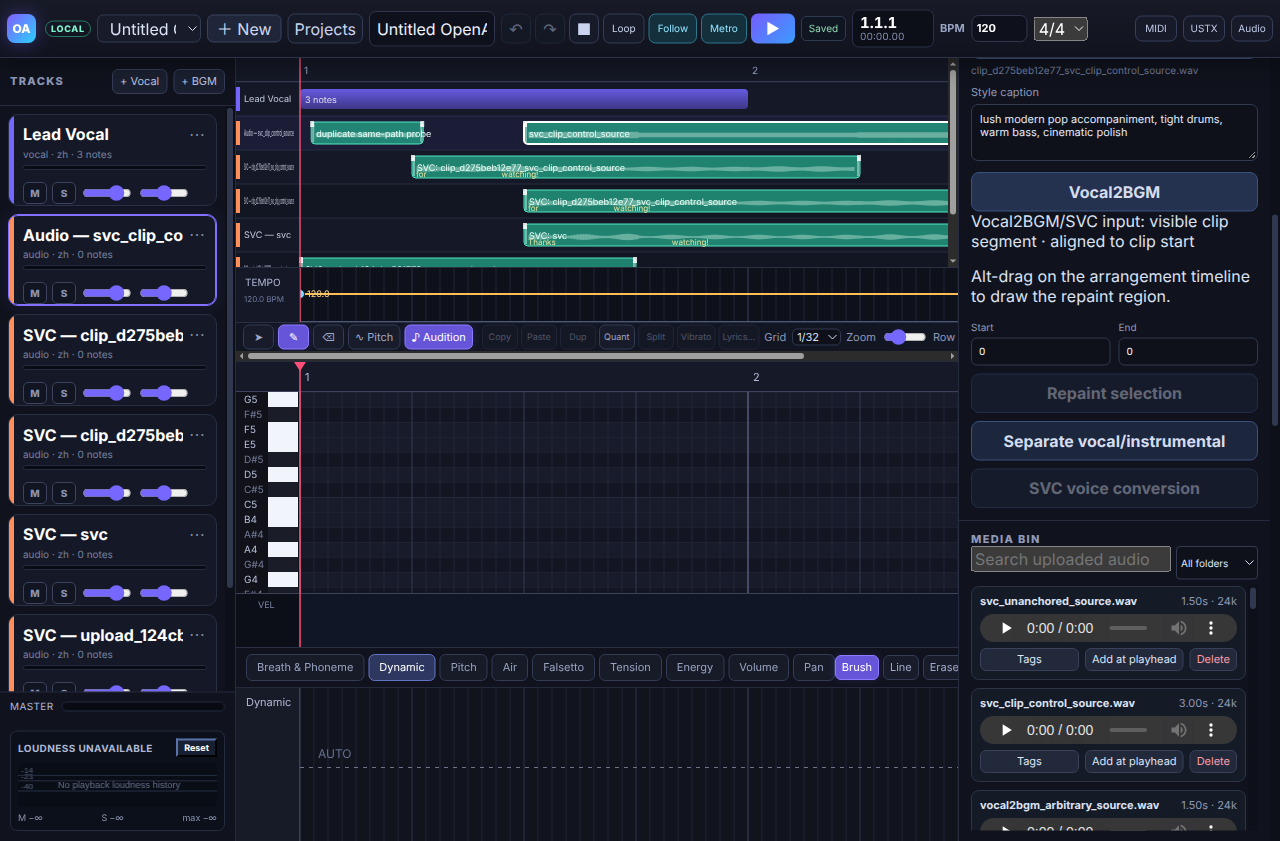 OA LOCAL Untitled ( + New Projects Untitled OpenA Loop Follow Metro Saved 1.1.1 BPM 120 4/4 MIDI USTX Audio
00:00.00
TRACKS + Vocal + BGM
Lead Vocal
vocal · zh · 3 notes
M S
Audio — svc_clip_co
audio · zh · 0 notes
M S
SVC — clip_d275beb
audio · zh · 0 notes
M S
SVC — clip_d275beb
audio · zh · 0 notes
M S
SVC — svc
audio · zh · 0 notes
M S
SVC — upload_124cb
audio · zh · 0 notes
M S
MASTER
LOUDNESS UNAVAILABLE Reset
-14
-23
-40
No playback loudness history
M −∞ S −∞ max −∞
1 2
Lead Vocal 3 notes
Audio — svc_clip_control_source duplicate same-path probe svc_clip_control_source
SVC: clip_d275beb12e77_svc_clip_control_source
for watching!
SVC: clip_d275beb12e77_svc_clip_control_source
for watching!
SVC — svc SVC: svc
Thanks watching!
TEMPO
120.0 BPM
120.0
Pitch Audition Copy Paste Dup Quant Split Vibrato Lyrics... Grid 1/32 Zoom Row
1 2
G5
F#5
F5
E5
D#5
D5
C#5
C5
B4
A#4
A4
G#4
G4
F#4
VEL
Breath & Phoneme Dynamic Pitch Air Falsetto Tension Energy Volume Pan Brush Line Erase
Dynamic
AUTO
clip_d275beb12e77_svc_clip_control_source.wav
Style caption
lush modern pop accompaniment, tight drums,
warm bass, cinematic polish
Vocal2BGM
Vocal2BGM/SVC input: visible clip
segment · aligned to clip start
Alt-drag on the arrangement timeline
to draw the repaint region.
Start End
0 0
Repaint selection
Separate vocal/instrumental
SVC voice conversion
MEDIA BIN
Search uploaded audio All folders
svc_unanchored_source.wav 1.50s · 24k
0:00 / 0:00
Tags Add at playhead Delete
svc_clip_control_source.wav 3.00s · 24k
0:00 / 0:00
Tags Add at playhead Delete
vocal2bgm_arbitrary_source.wav 1.50s · 24k
0:00 / 0:00